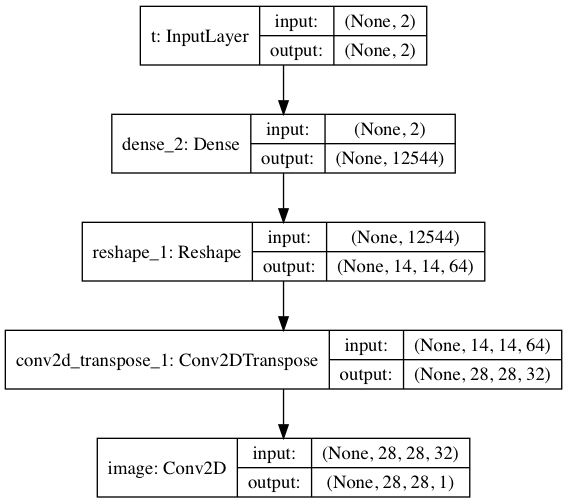 t: InputLayer
input: (None, 2)
output: (None, 2)
dense_2: Dense
input: (None, 2)
output: (None, 12544)
reshape_1: Reshape
input: (None, 12544)
output: (None, 14, 14, 64)
conv2d_transpose_1: Conv2DTranspose
input: (None, 14, 14, 64)
output: (None, 28, 28, 32)
image: Conv2D
input: (None, 28, 28, 32)
output: (None, 28, 28, 1)